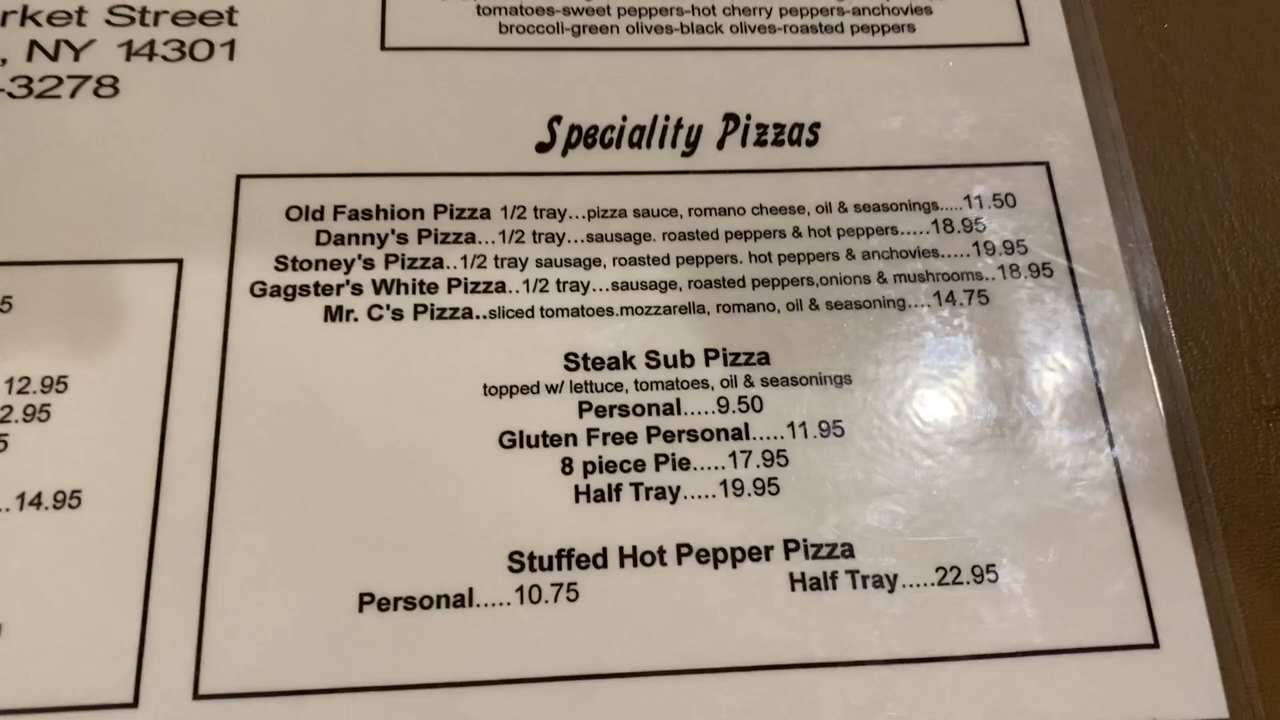 rket Street
, NY 14301
-3278
tomatoes-sweet peppers-hot cherry peppers-anchovies
broccoli-green olives-black olives-roasted peppers
Speciality Pizzas
Old Fashion Pizza 1/2 tray...pizza sauce, romano cheese, oil & seasonings.....11.50
Danny's Pizza...1/2 tray...sausage. roasted peppers & hot peppers.....18.95
Stoney's Pizza..1/2 tray sausage, roasted peppers. hot peppers & anchovies.....19.95
Gagster's White Pizza..1/2 tray...sausage, roasted peppers,onions & mushrooms..18.95
Mr. C's Pizza..sliced tomatoes.mozzarella, romano, oil & seasoning....14.75
Steak Sub Pizza
topped w/ lettuce, tomatoes, oil & seasonings
Personal.....9.50
Gluten Free Personal.....11.95
8 piece Pie.....17.95
Half Tray.....19.95
Stuffed Hot Pepper Pizza
Personal.....10.75 Half Tray.....22.95
5
12.95
2.95
5
..14.95